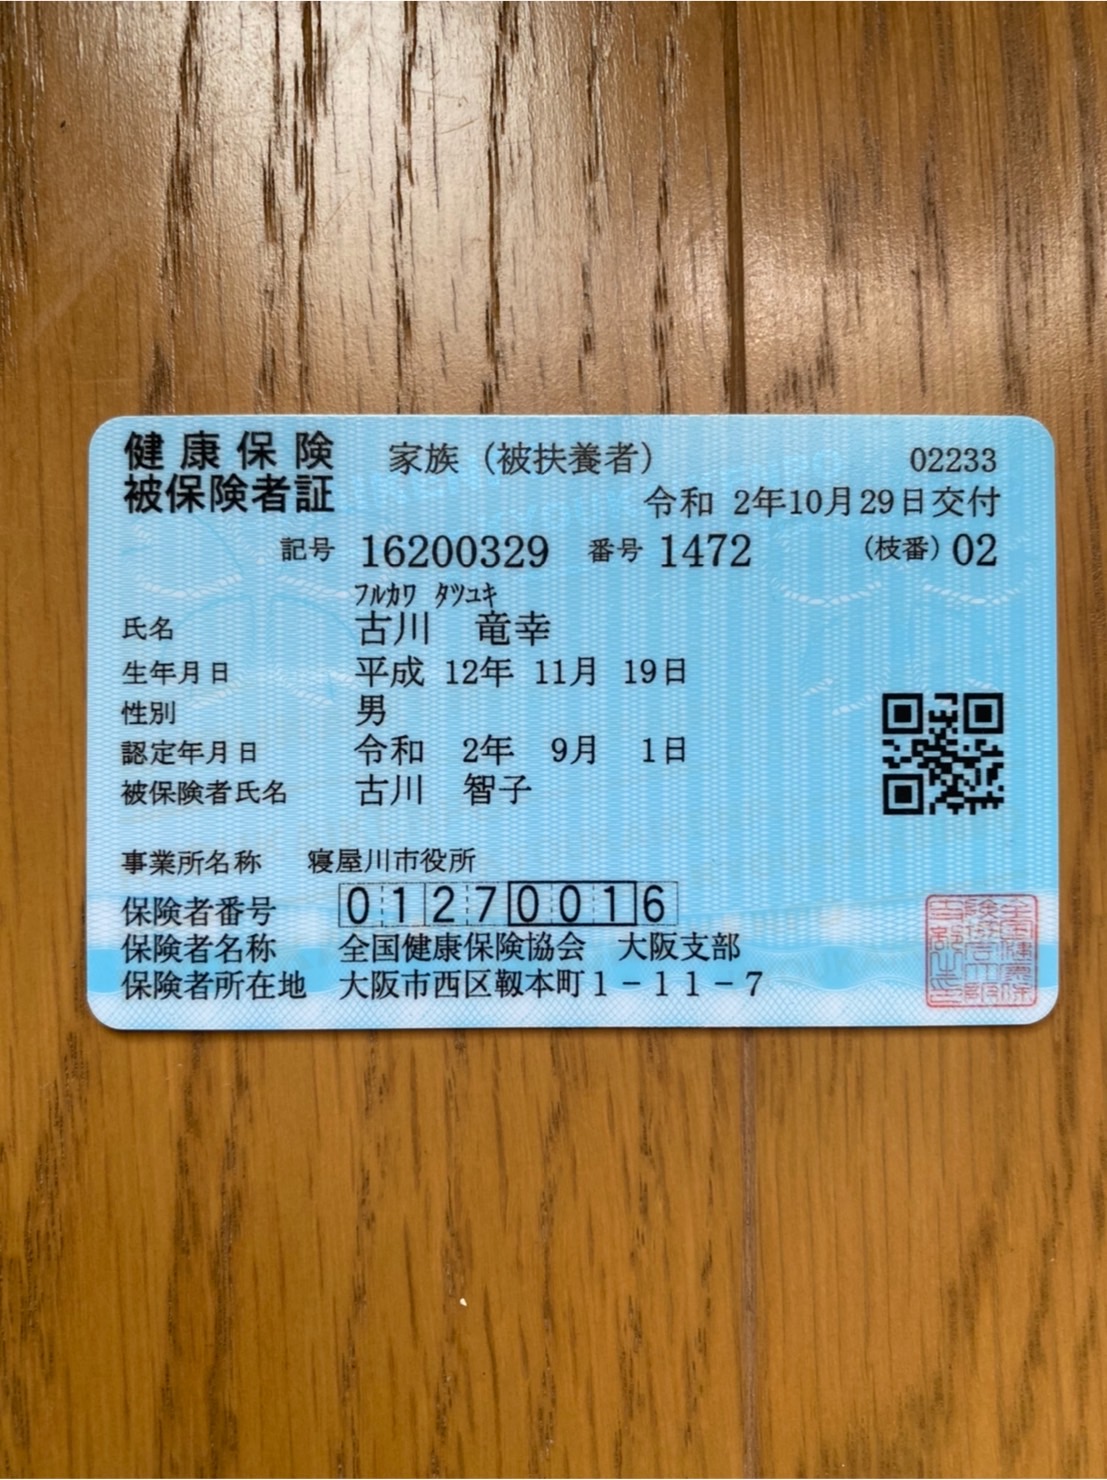 健康保険 家族（被扶養者） 02233
被保険者証 令和 2年10月29日交付
記号 16200329 番号 1472 （枝番）02
ﾌﾙｶﾜ ﾀﾂﾕｷ
氏名 古川 竜幸
生年月日 平成 12年 11月 19日
性別 男
認定年月日 令和 2年 9月 1日
被保険者氏名 古川 智子
事業所名称 寝屋川市役所
保険者番号 01270016
保険者名称 全国健康保険協会 大阪支部
保険者所在地 大阪市西区靱本町1－11－7